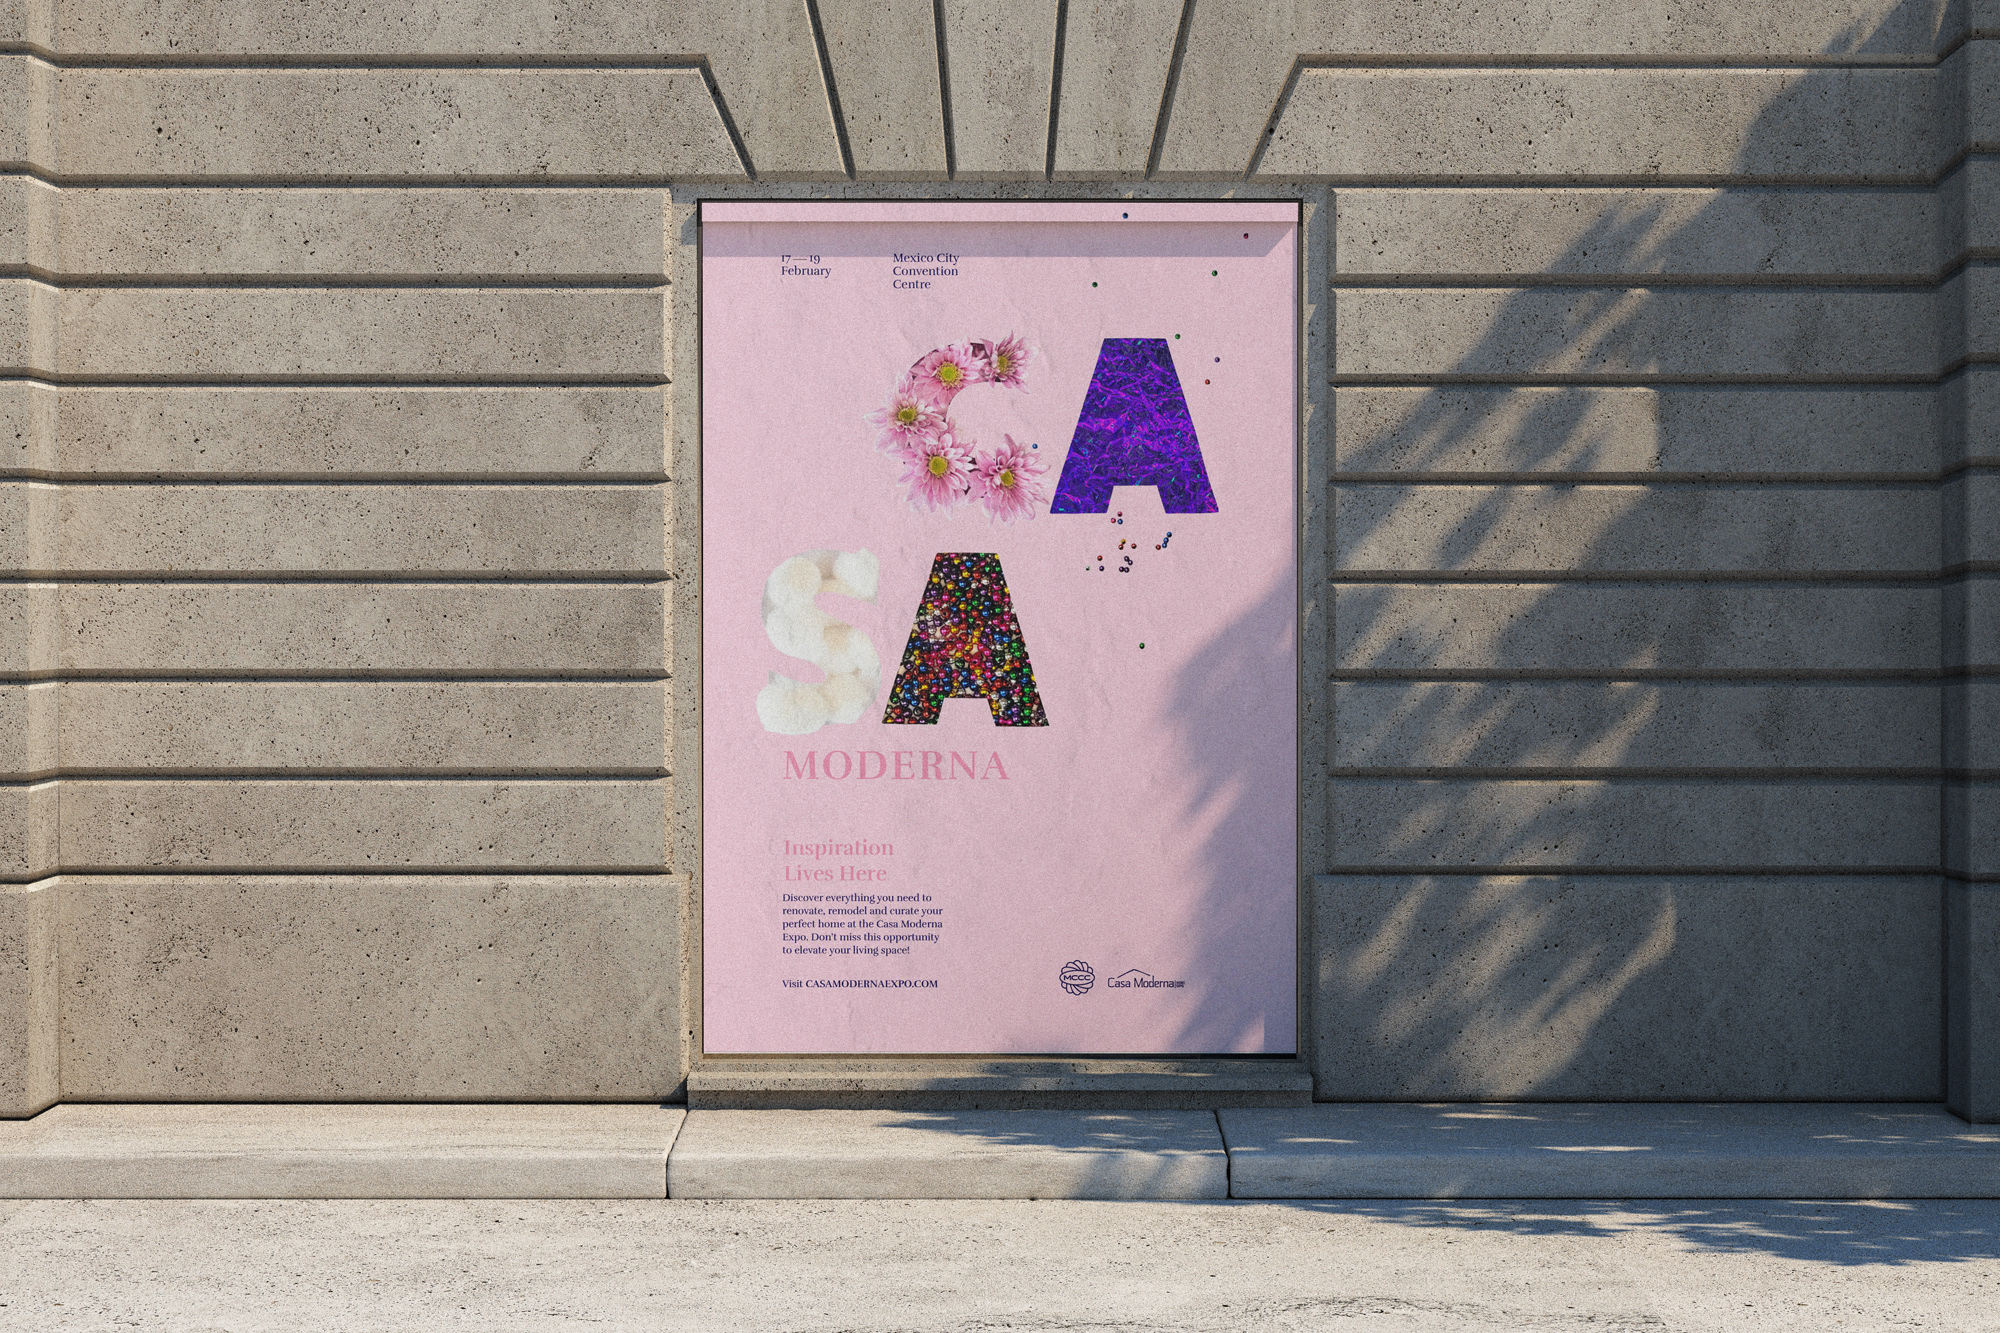 17 — 19
February
Mexico City
Convention
Centre
CA
SA
MODERNA
Inspiration
Lives Here
Discover everything you need to
renovate, remodel and curate your
perfect home at the Casa Moderna
Expo. Don't miss this opportunity
to elevate your living space!
Visit CASAMODERNAEXPO.COM
MCCC
Casa Moderna